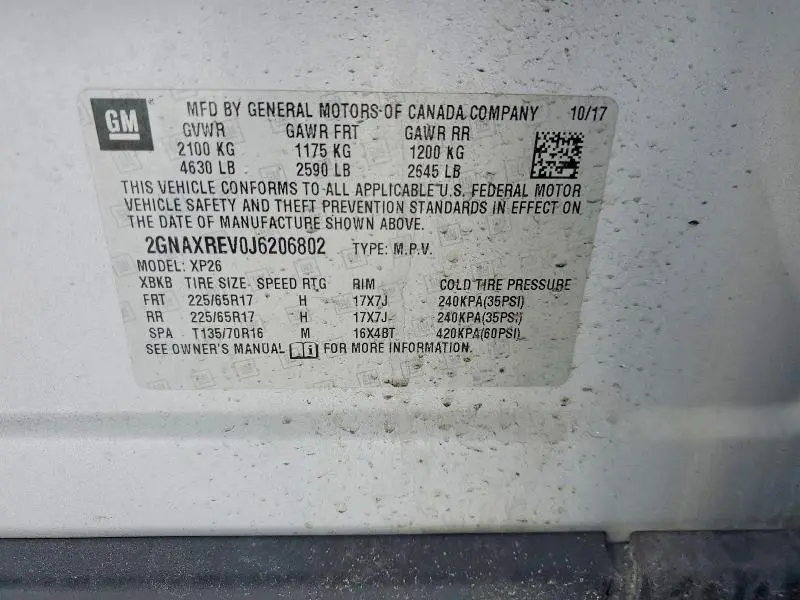 GM MFD BY GENERAL MOTORS OF CANADA COMPANY 10/17
GVWR GAWR FRT GAWR RR
2100 KG 1175 KG 1200 KG
4630 LB 2590 LB 2645 LB
THIS VEHICLE CONFORMS TO ALL APPLICABLE U.S. FEDERAL MOTOR
VEHICLE SAFETY AND THEFT PREVENTION STANDARDS IN EFFECT ON
THE DATE OF MANUFACTURE SHOWN ABOVE.
2GNAXREV0J6206802 TYPE: M.P.V.
MODEL: XP26
XBKB TIRE SIZE SPEED RTG RIM COLD TIRE PRESSURE
FRT 225/65R17 H 17X7J 240KPA(35PSI)
RR 225/65R17 H 17X7J 240KPA(35PSI)
SPA T135/70R16 M 16X4BT 420KPA(60PSI)
SEE OWNER'S MANUAL i FOR MORE INFORMATION.